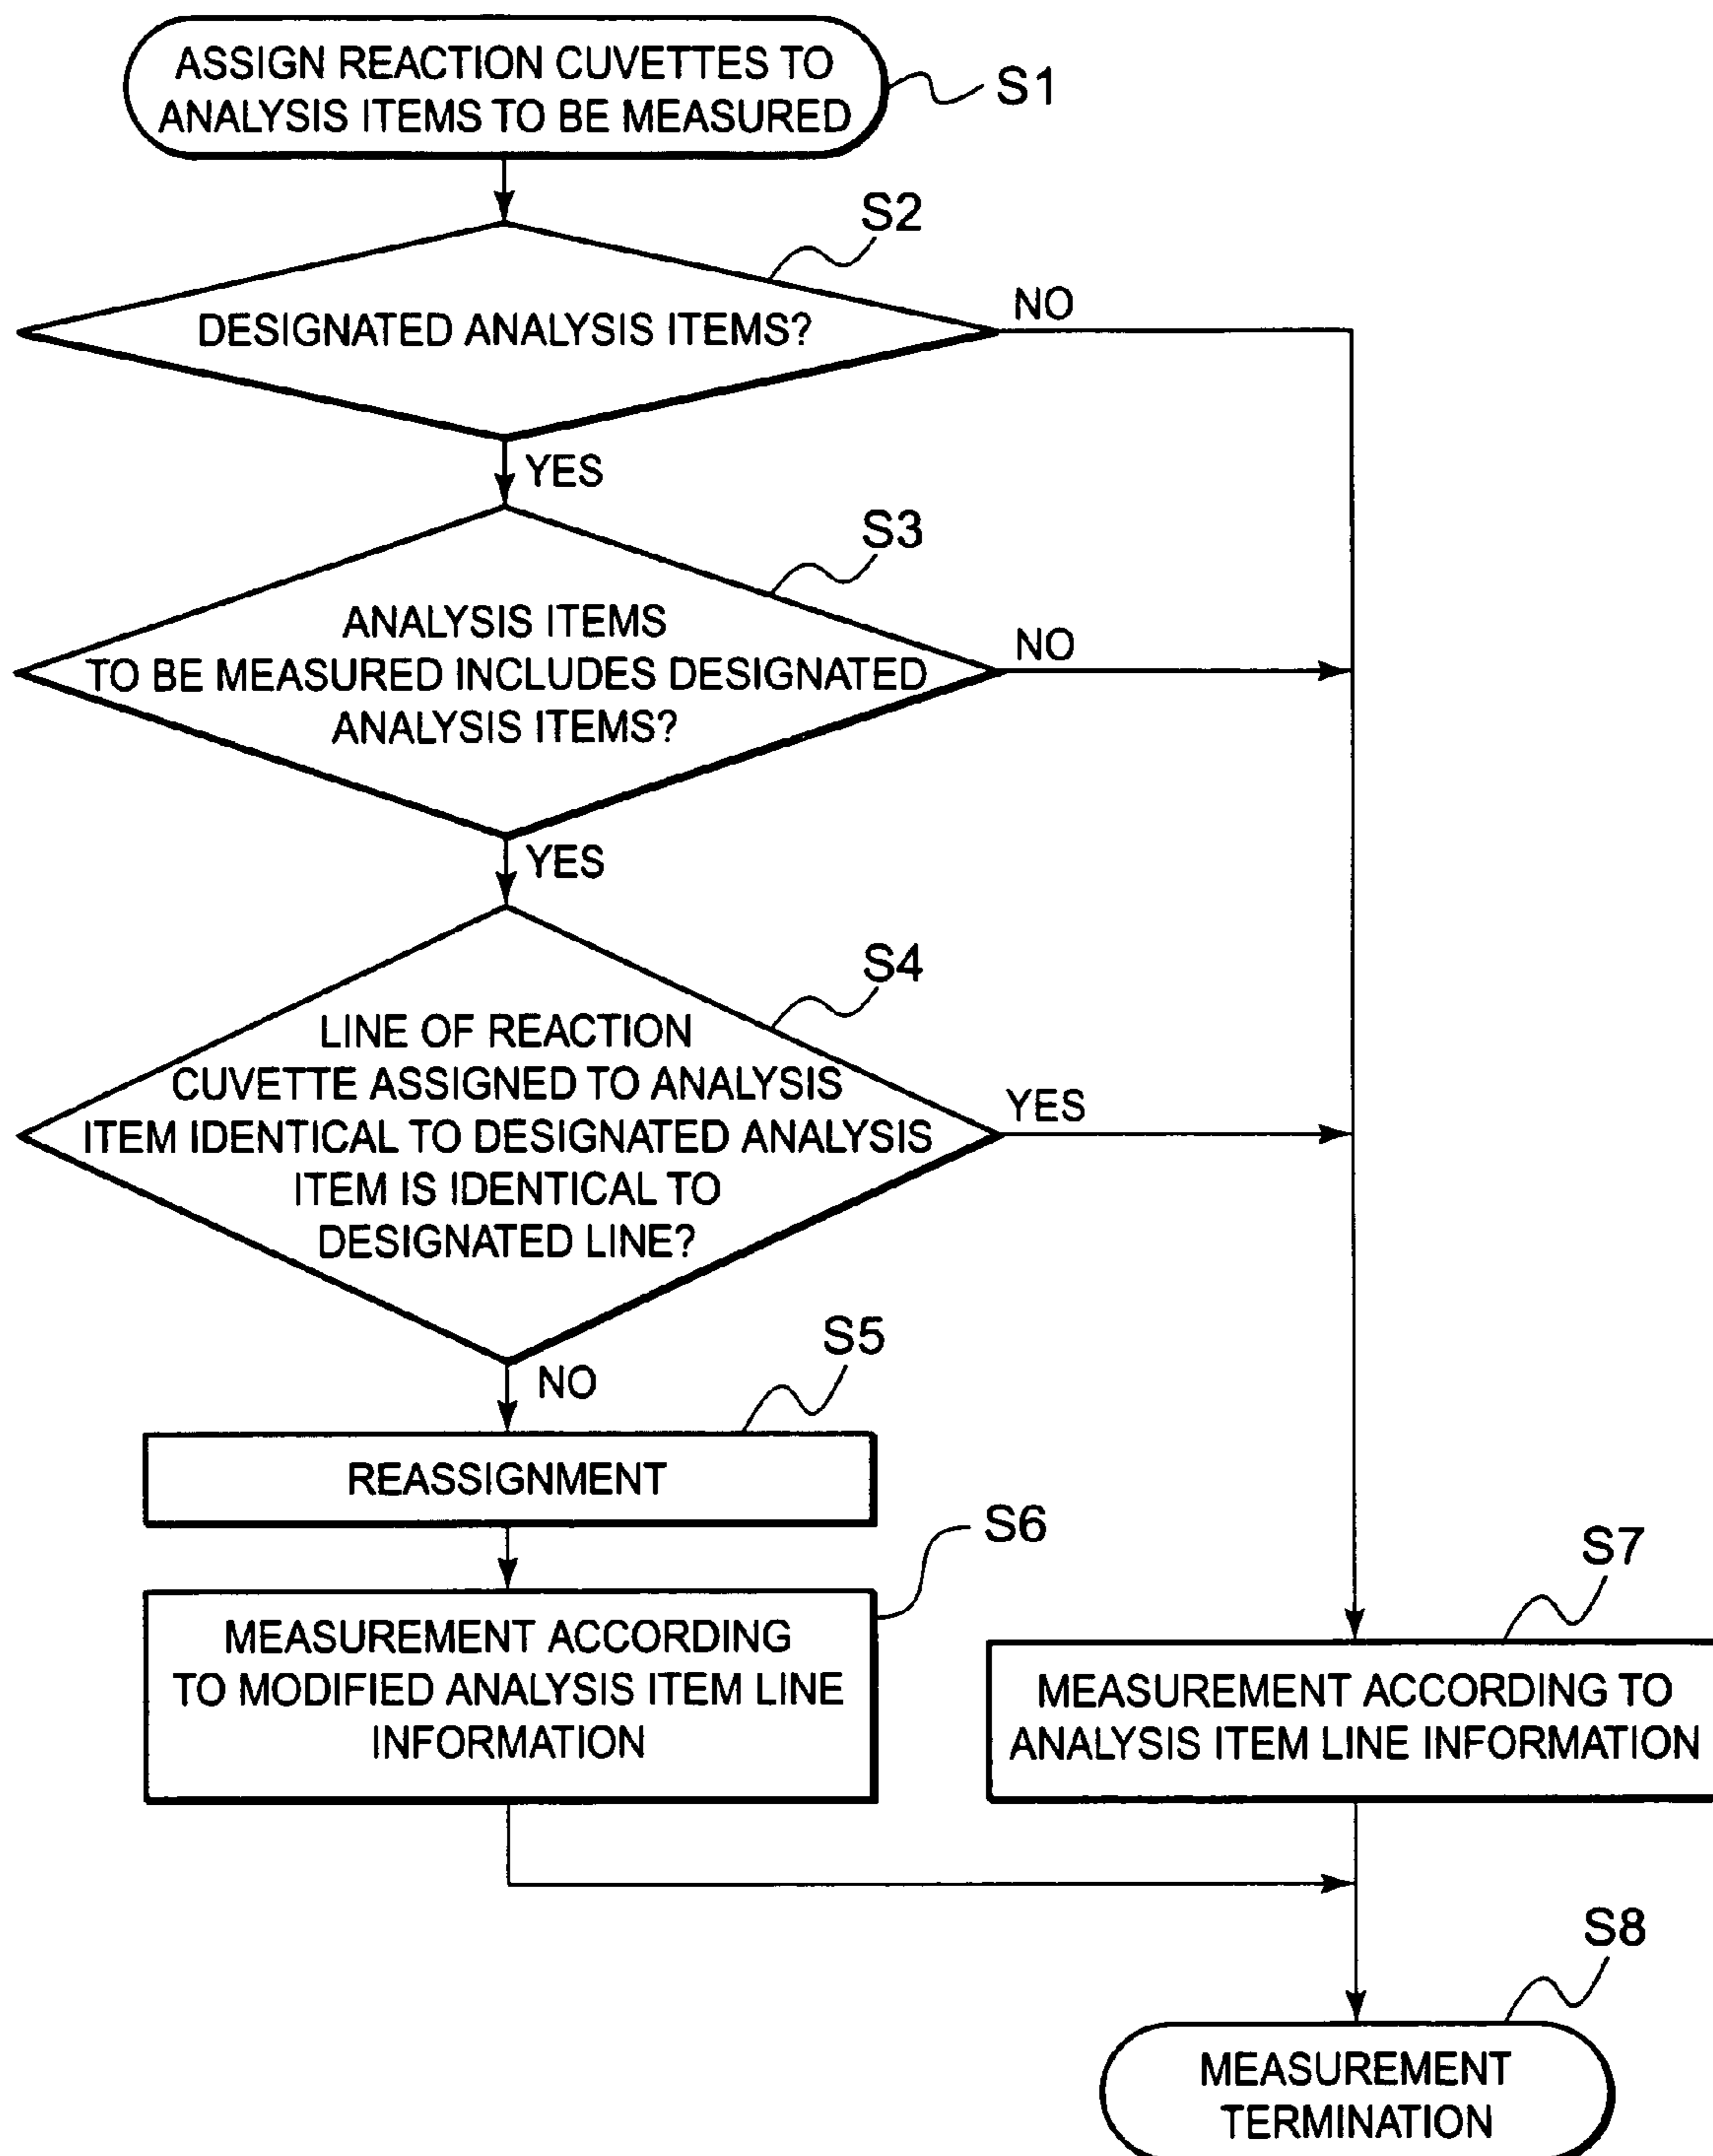 ASSIGN REACTION CUVETTES TO
ANALYSIS ITEMS TO BE MEASURED
S1
S2
DESIGNATED ANALYSIS ITEMS?
NO
YES
S3
ANALYSIS ITEMS
TO BE MEASURED INCLUDES DESIGNATED
ANALYSIS ITEMS?
NO
YES
S4
LINE OF REACTION
CUVETTE ASSIGNED TO ANALYSIS
ITEM IDENTICAL TO DESIGNATED ANALYSIS
ITEM IS IDENTICAL TO
DESIGNATED LINE?
YES
NO
S5
REASSIGNMENT
S6
MEASUREMENT ACCORDING
TO MODIFIED ANALYSIS ITEM LINE
INFORMATION
S7
MEASUREMENT ACCORDING TO
ANALYSIS ITEM LINE INFORMATION
S8
MEASUREMENT
TERMINATION